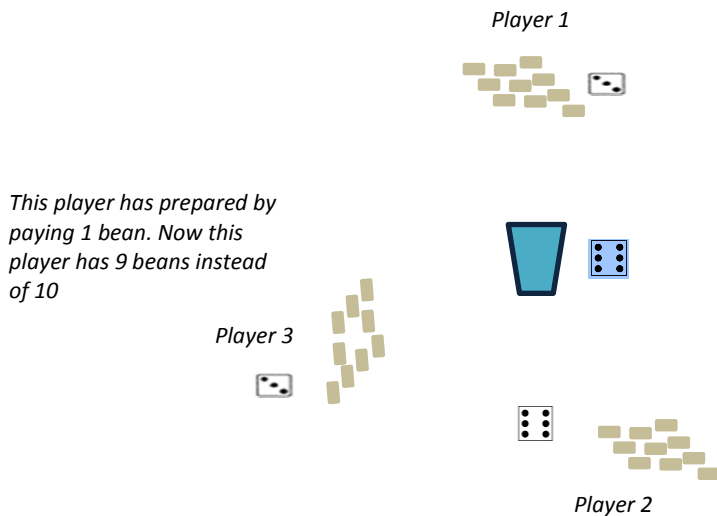 Player 1
This player has prepared by
paying 1 bean. Now this
player has 9 beans instead
of 10
Player 3
Player 2